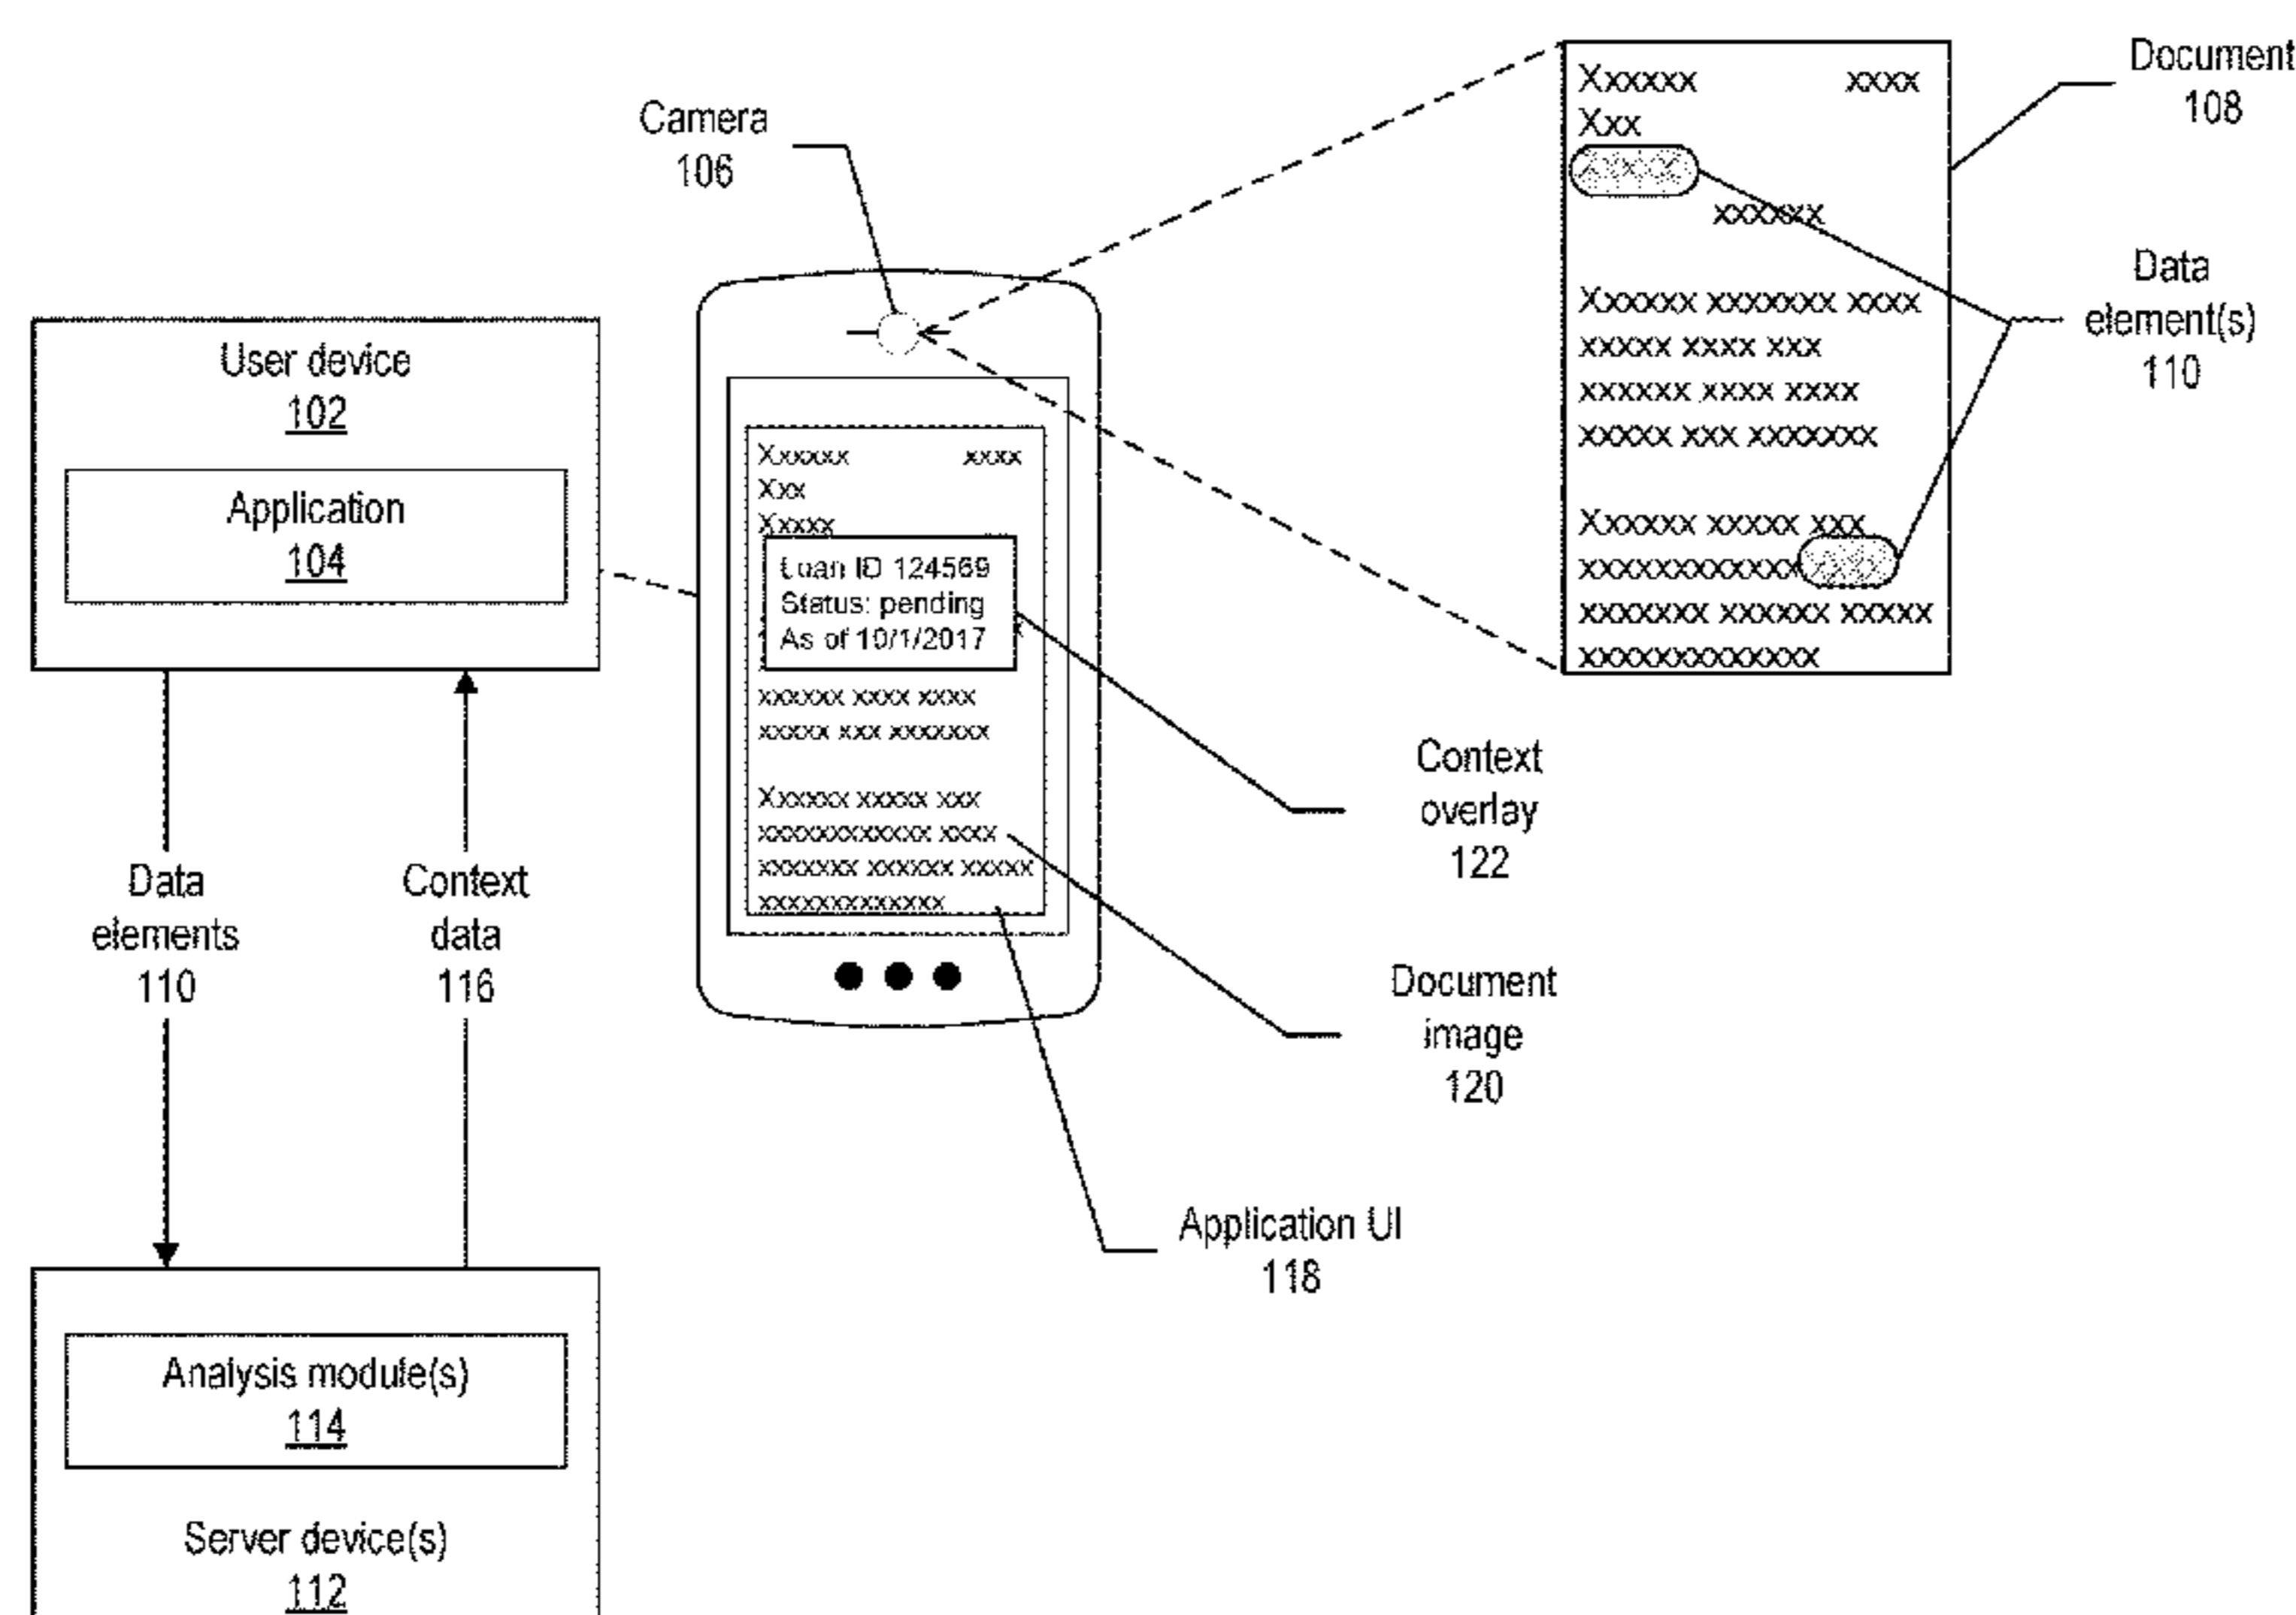 Camera
106
Document
108
Xxxxxx xxxx
Xxx
xxxxxx
Xxxxxx xxxxxxx xxxx
xxxxx xxxx xxx
xxxxxx xxxx xxxx
xxxxx xxx xxxxxxx
Xxxxxx xxxxx xxx
xxxxxxxxxxxx
xxxxxxx xxxxxx xxxxx
xxxxxxxxxxxxx
Data
element(s)
110
User device
102
Application
104
Xxxxxx xxxx
Xxx
Xxxxx
Loan ID 124569
Status: pending
As of 10/1/2017
xxxxxx xxxx xxxx
xxxxx xxx xxxxxxx
Xxxxxx xxxxx xxx
xxxxxxxxxxxx xxxx
xxxxxxx xxxxxx xxxxx
xxxxxxxxxxxxx
Context
overlay
122
Data
elements
110
Context
data
116
Document
image
120
Application UI
118
Analysis module(s)
114
Server device(s)
112